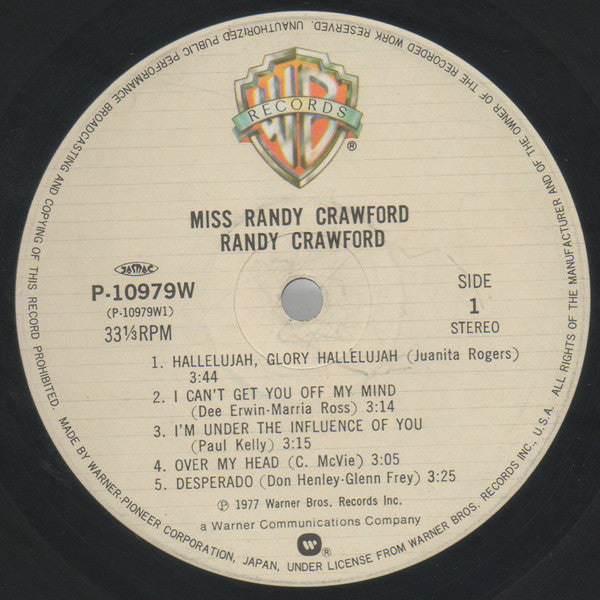 WB
RECORDS
®
MISS RANDY CRAWFORD
RANDY CRAWFORD
JASRAC
P-10979W
(P-10979W1)
33⅓RPM
SIDE
1
STEREO
1. HALLELUJAH, GLORY HALLELUJAH (Juanita Rogers)
3:44
2. I CAN'T GET YOU OFF MY MIND
(Dee Erwin-Marria Ross) 3:14
3. I'M UNDER THE INFLUENCE OF YOU
(Paul Kelly) 3:15
4. OVER MY HEAD (C. McVie) 3:05
5. DESPERADO (Don Henley-Glenn Frey) 3:25
℗ 1977 Warner Bros. Records Inc.
a Warner Communications Company
®
MADE BY WARNER-PIONEER CORPORATION, JAPAN, UNDER LICENSE FROM WARNER BROS. RECORDS INC., U.S.A. ALL RIGHTS OF THE MANUFACTURER AND OF THE OWNER OF THE RECORDED WORK RESERVED. UNAUTHORIZED PUBLIC PERFORMANCE BROADCASTING AND COPYING OF THIS RECORD PROHIBITED.